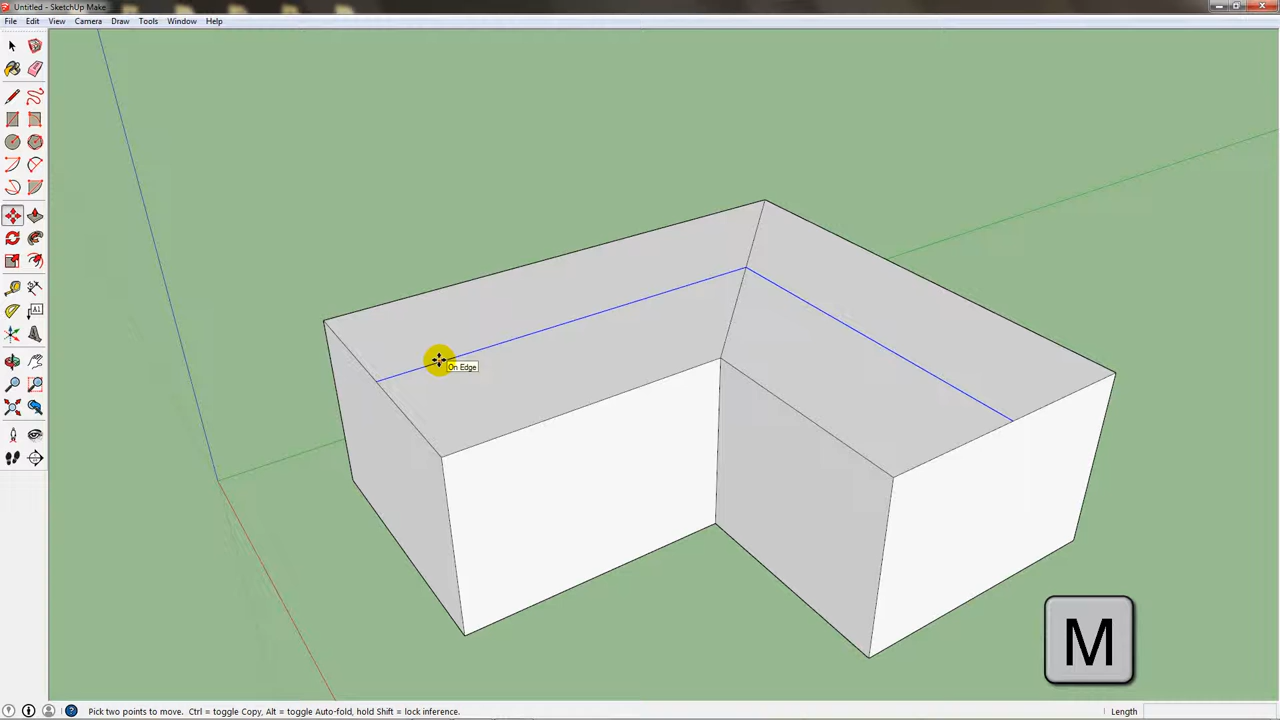 Untitled - SketchUp Make
File Edit View Camera Draw Tools Window Help
A1
On Edge
M
Pick two points to move. Ctrl = toggle Copy, Alt = toggle Auto-fold, hold Shift = lock inference.
Length